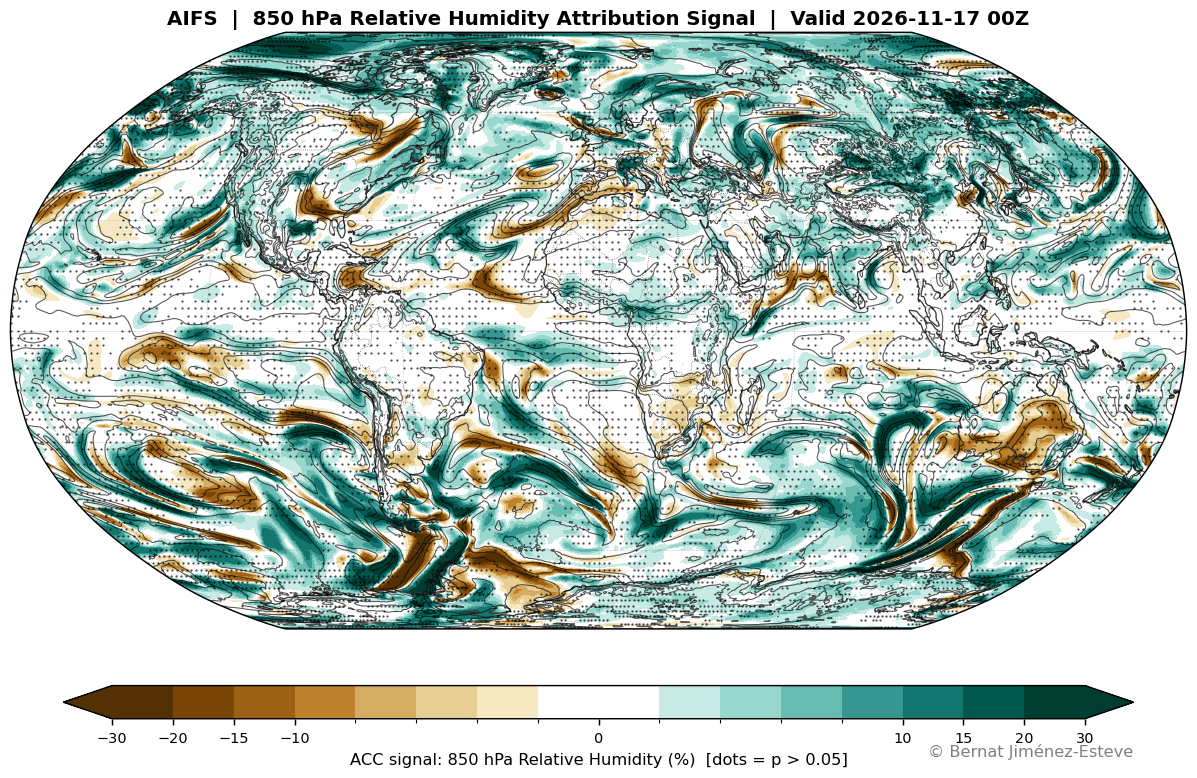 AIFS | 850 hPa Relative Humidity Attribution Signal | Valid 2026-11-17 00Z
−30 −20 −15 −10 0 10 15 20 30
ACC signal: 850 hPa Relative Humidity (%) [dots = p > 0.05]
© Bernat Jiménez-Esteve